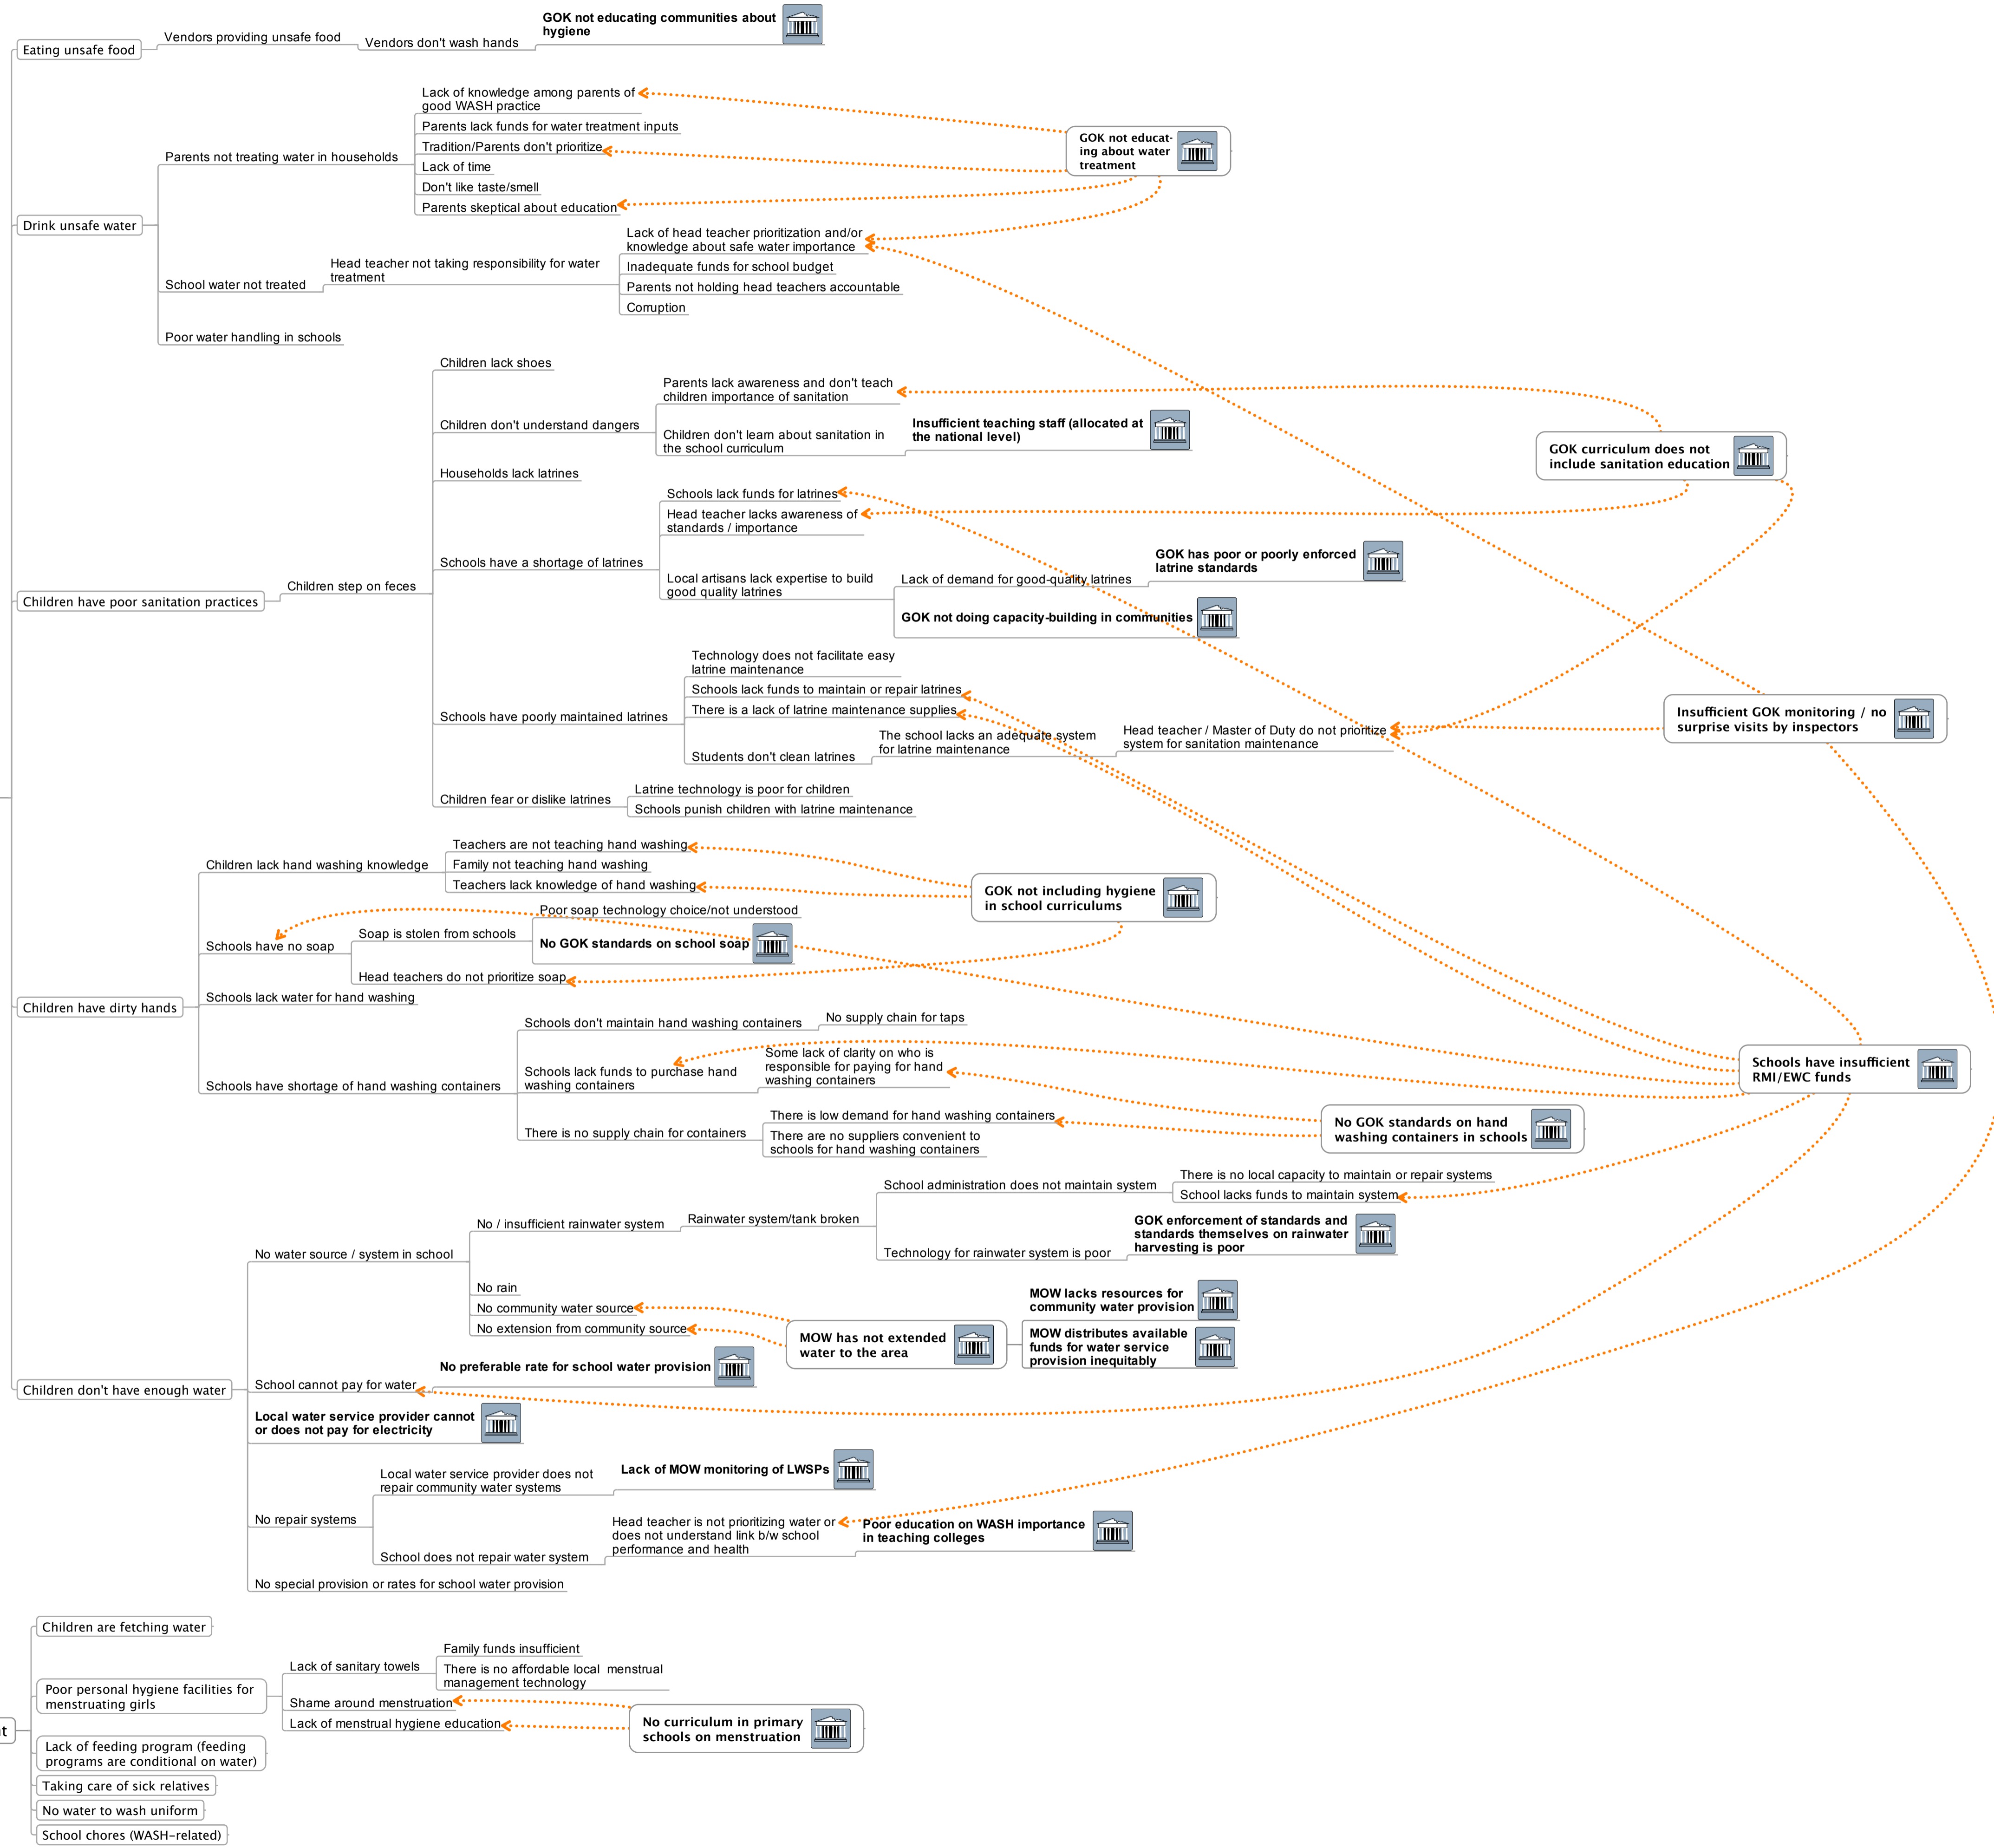 GOK not educating communities about
hygiene
Vendors providing unsafe food
Vendors don't wash hands
Eating unsafe food
Lack of knowledge among parents of
good WASH practice
Parents lack funds for water treatment inputs
Tradition/Parents don't prioritize
Lack of time
Don't like taste/smell
Parents skeptical about education
Parents not treating water in households
GOK not educat-
ing about water
treatment
Drink unsafe water
Lack of head teacher prioritization and/or
knowledge about safe water importance
Inadequate funds for school budget
Parents not holding head teachers accountable
Corruption
Head teacher not taking responsibility for water
treatment
School water not treated
Poor water handling in schools
Children lack shoes
Parents lack awareness and don't teach
children importance of sanitation
Children don't understand dangers
Children don't learn about sanitation in
the school curriculum
Insufficient teaching staff (allocated at
the national level)
GOK curriculum does not
include sanitation education
Households lack latrines
Schools lack funds for latrines
Head teacher lacks awareness of
standards / importance
Schools have a shortage of latrines
Local artisans lack expertise to build
good quality latrines
Lack of demand for good-quality latrines
GOK has poor or poorly enforced
latrine standards
GOK not doing capacity-building in communities
Children have poor sanitation practices
Children step on feces
Technology does not facilitate easy
latrine maintenance
Schools lack funds to maintain or repair latrines
There is a lack of latrine maintenance supplies
Schools have poorly maintained latrines
Students don't clean latrines
The school lacks an adequate system
for latrine maintenance
Head teacher / Master of Duty do not prioritize
system for sanitation maintenance
Insufficient GOK monitoring / no
surprise visits by inspectors
Children fear or dislike latrines
Latrine technology is poor for children
Schools punish children with latrine maintenance
Children lack hand washing knowledge
Teachers are not teaching hand washing
Family not teaching hand washing
Teachers lack knowledge of hand washing
GOK not including hygiene
in school curriculums
Schools have no soap
Soap is stolen from schools
Poor soap technology choice/not understood
No GOK standards on school soap
Head teachers do not prioritize soap
Schools lack water for hand washing
Children have dirty hands
Schools don't maintain hand washing containers
No supply chain for taps
Schools have shortage of hand washing containers
Schools lack funds to purchase hand
washing containers
Some lack of clarity on who is
responsible for paying for hand
washing containers
Schools have insufficient
RMI/EWC funds
There is no supply chain for containers
There is low demand for hand washing containers
There are no suppliers convenient to
schools for hand washing containers
No GOK standards on hand
washing containers in schools
No water source / system in school
No / insufficient rainwater system
Rainwater system/tank broken
School administration does not maintain system
There is no local capacity to maintain or repair systems
School lacks funds to maintain system
Technology for rainwater system is poor
GOK enforcement of standards and
standards themselves on rainwater
harvesting is poor
No rain
No community water source
No extension from community source
MOW has not extended
water to the area
MOW lacks resources for
community water provision
MOW distributes available
funds for water service
provision inequitably
Children don't have enough water
School cannot pay for water
No preferable rate for school water provision
Local water service provider cannot
or does not pay for electricity
No repair systems
Local water service provider does not
repair community water systems
Lack of MOW monitoring of LWSPs
School does not repair water system
Head teacher is not prioritizing water or
does not understand link b/w school
performance and health
Poor education on WASH importance
in teaching colleges
No special provision or rates for school water provision
Children are fetching water
Poor personal hygiene facilities for
menstruating girls
Lack of sanitary towels
Family funds insufficient
There is no affordable local menstrual
management technology
Shame around menstruation
Lack of menstrual hygiene education
No curriculum in primary
schools on menstruation
Lack of feeding program (feeding
programs are conditional on water)
Taking care of sick relatives
No water to wash uniform
School chores (WASH-related)